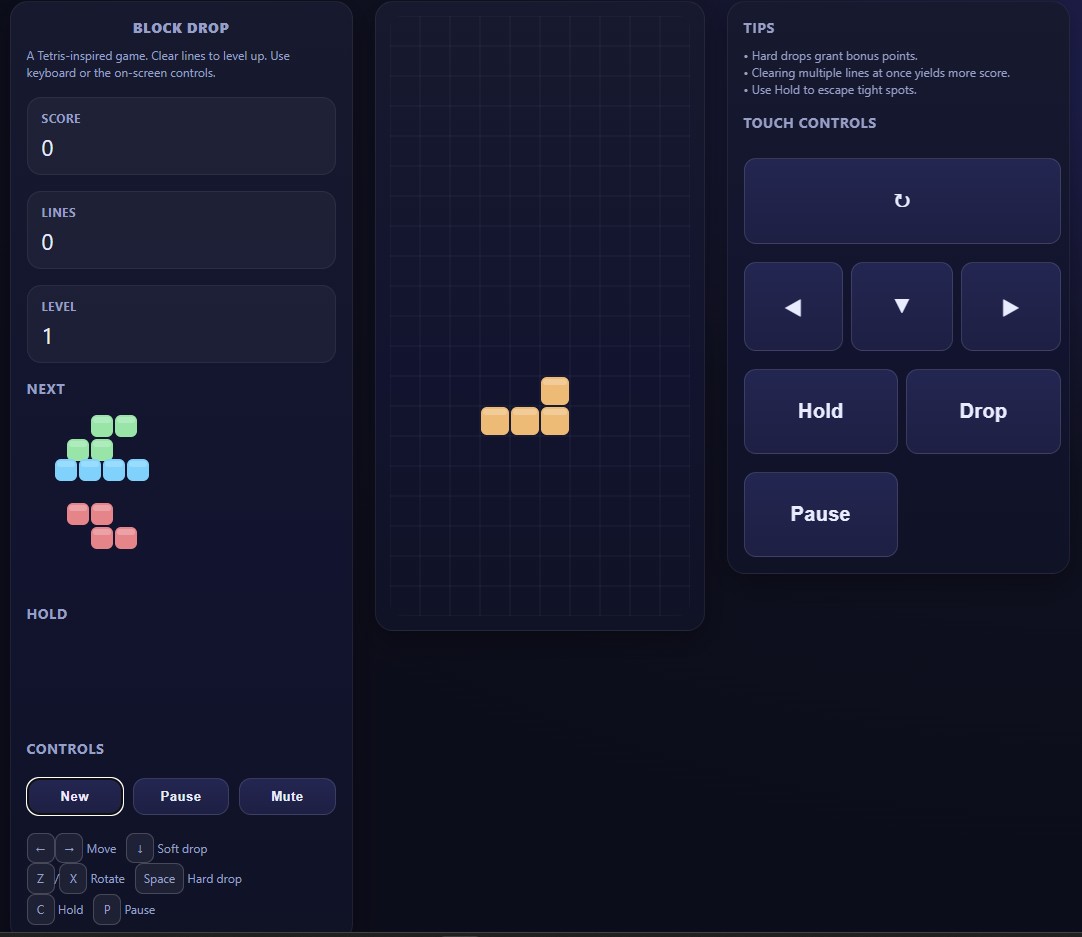 BLOCK DROP
A Tetris-inspired game. Clear lines to level up. Use
keyboard or the on-screen controls.
SCORE
0
LINES
0
LEVEL
1
NEXT
HOLD
CONTROLS
New Pause Mute
← → Move ↓ Soft drop
Z / X Rotate Space Hard drop
C Hold P Pause
TIPS
• Hard drops grant bonus points.
• Clearing multiple lines at once yields more score.
• Use Hold to escape tight spots.
TOUCH CONTROLS
↻
◀ ▼ ▶
Hold Drop
Pause